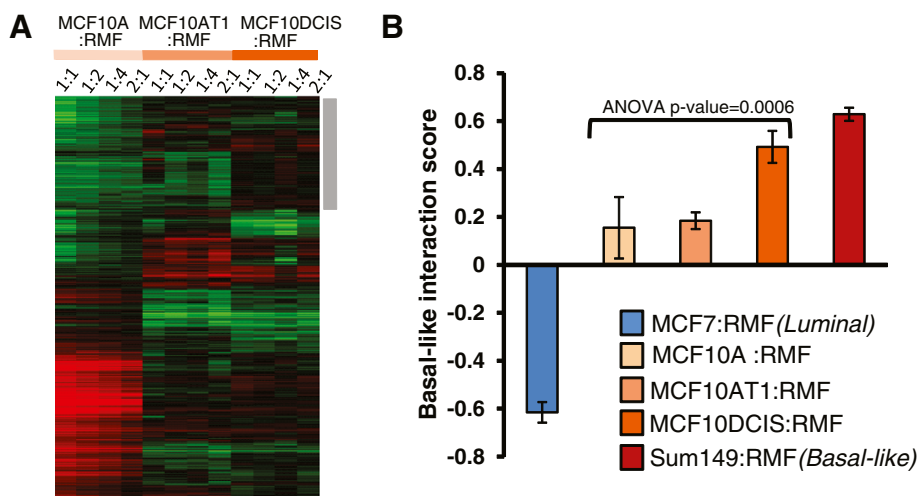 A
MCF10A MCF10AT1 MCF10DCIS
:RMF :RMF :RMF
1:1 1:2 1:4 2:1 1:1 1:2 1:4 2:1 1:1 1:2 1:4 2:1
B
Basal-like interaction score
0.8
0.6
0.4
0.2
0
-0.2
-0.4
-0.6
-0.8
ANOVA p-value=0.0006
MCF7:RMF(Luminal)
MCF10A :RMF
MCF10AT1:RMF
MCF10DCIS:RMF
Sum149:RMF(Basal-like)